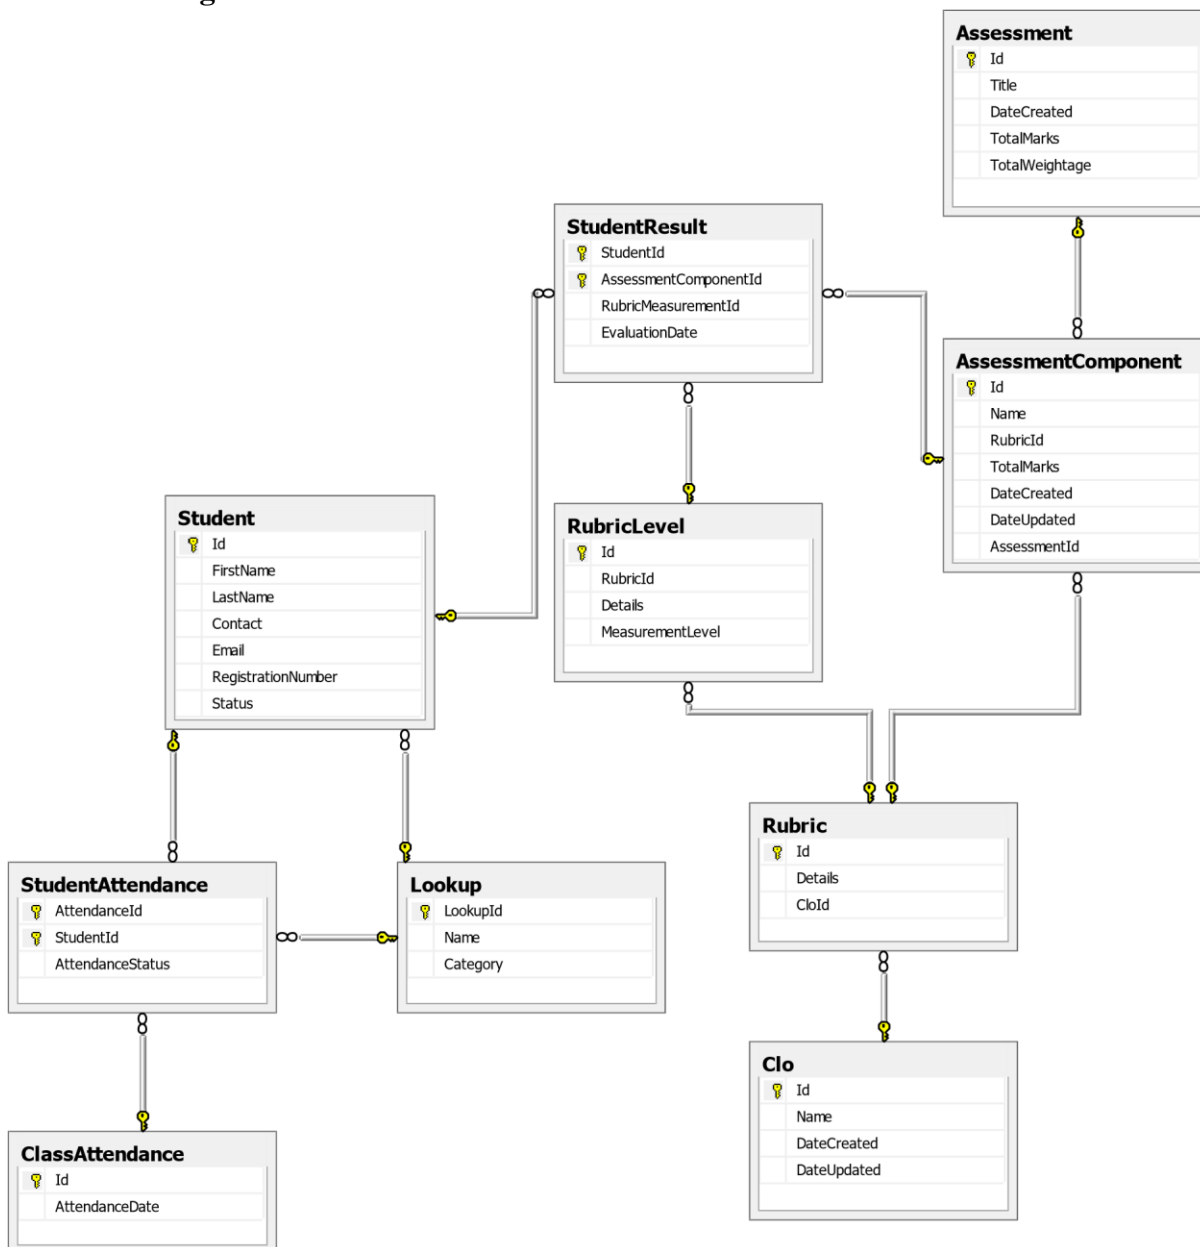 Assessment
Id
Title
DateCreated
TotalMarks
TotalWeightage
StudentResult
StudentId
AssessmentComponentId
RubricMeasurementId
EvaluationDate
AssessmentComponent
Id
Name
RubricId
TotalMarks
DateCreated
DateUpdated
AssessmentId
Student
Id
FirstName
LastName
Contact
Email
RegistrationNumber
Status
RubricLevel
Id
RubricId
Details
MeasurementLevel
Rubric
Id
Details
CloId
StudentAttendance
AttendanceId
StudentId
AttendanceStatus
Lookup
LookupId
Name
Category
Clo
Id
Name
DateCreated
DateUpdated
ClassAttendance
Id
AttendanceDate